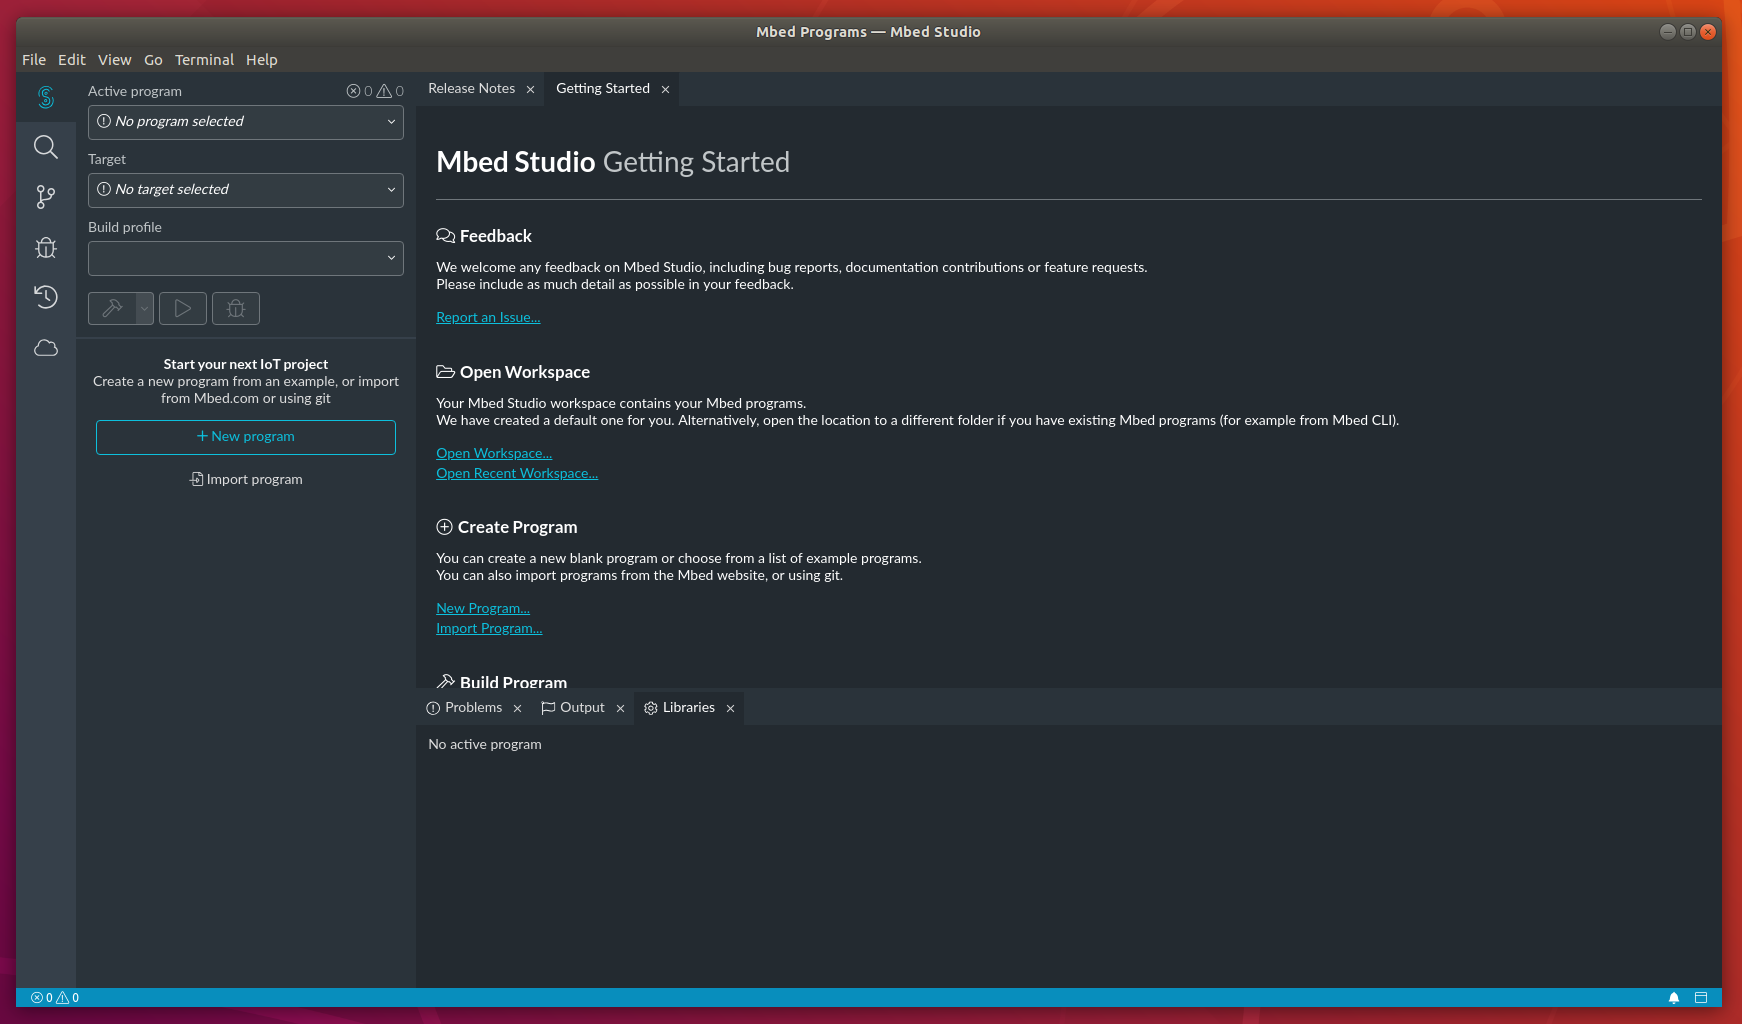 Mbed Programs — Mbed Studio
File Edit View Go Terminal Help
Active program 0 0
No program selected
Target
No target selected
Build profile
Start your next IoT project
Create a new program from an example, or import
from Mbed.com or using git
+ New program
Import program
Release Notes × Getting Started ×
Mbed Studio Getting Started
Feedback
We welcome any feedback on Mbed Studio, including bug reports, documentation contributions or feature requests.
Please include as much detail as possible in your feedback.
Report an Issue...
Open Workspace
Your Mbed Studio workspace contains your Mbed programs.
We have created a default one for you. Alternatively, open the location to a different folder if you have existing Mbed programs (for example from Mbed CLI).
Open Workspace...
Open Recent Workspace...
Create Program
You can create a new blank program or choose from a list of example programs.
You can also import programs from the Mbed website, or using git.
New Program...
Import Program...
Build Program
Problems × Output × Libraries ×
No active program
0 0